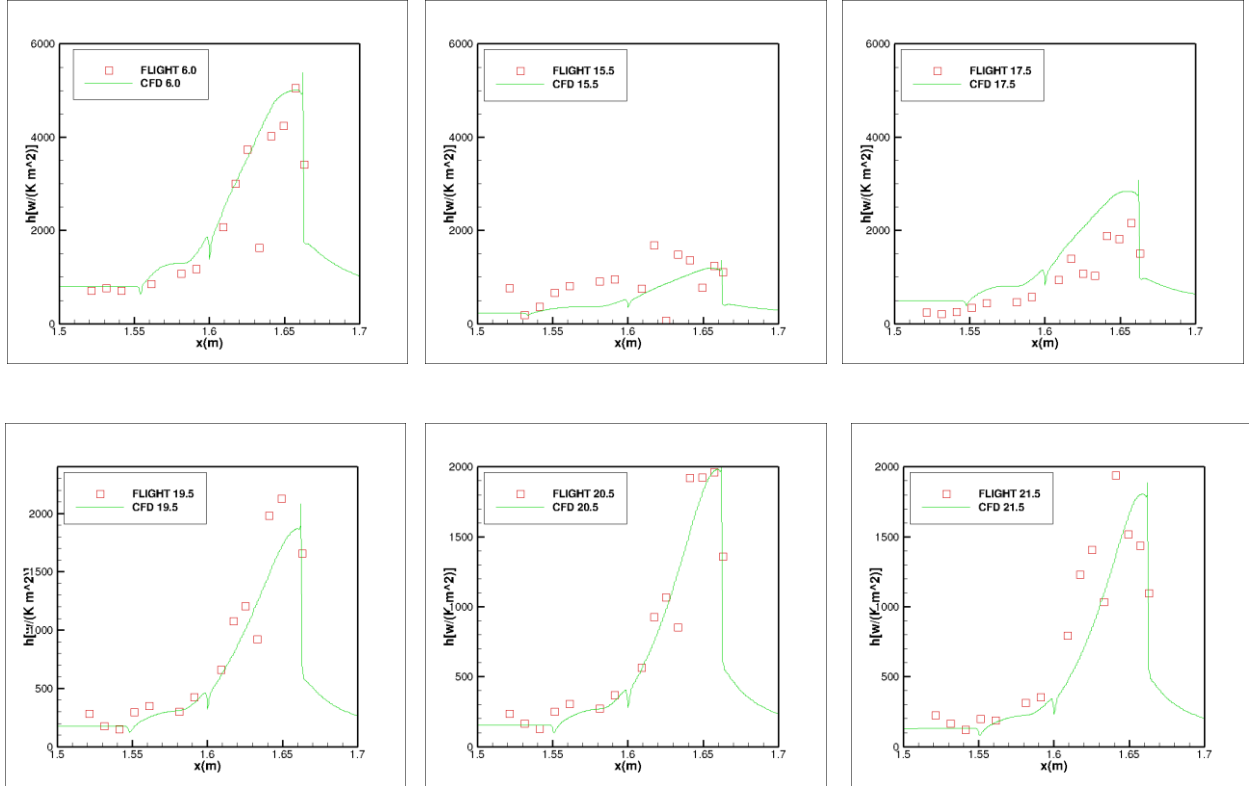 6000
4000
2000
0
h[w/(K m^2)]
FLIGHT 6.0
CFD 6.0
1.5
1.55
1.6
1.65
1.7
x(m)
6000
4000
2000
0
h[w/(K m^2)]
FLIGHT 15.5
CFD 15.5
1.5
1.55
1.6
1.65
1.7
x(m)
6000
4000
2000
0
h[w/(K m^2)]
FLIGHT 17.5
CFD 17.5
1.5
1.55
1.6
1.65
1.7
x(m)
2000
1500
1000
500
0
h[w/(K m^2)]
FLIGHT 19.5
CFD 19.5
1.5
1.55
1.6
1.65
1.7
x(m)
2000
1500
1000
500
0
h[w/(K m^2)]
FLIGHT 20.5
CFD 20.5
1.5
1.55
1.6
1.65
1.7
x(m)
2000
1500
1000
500
0
h[w/(K m^2)]
FLIGHT 21.5
CFD 21.5
1.5
1.55
1.6
1.65
1.7
x(m)